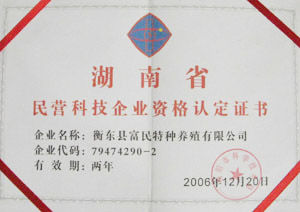 湖南省
民营科技企业资格认定证书
企业名称：衡东县富民特种养殖有限公司
企业代码：79474290-2
有效期：两年
2006年12月20日